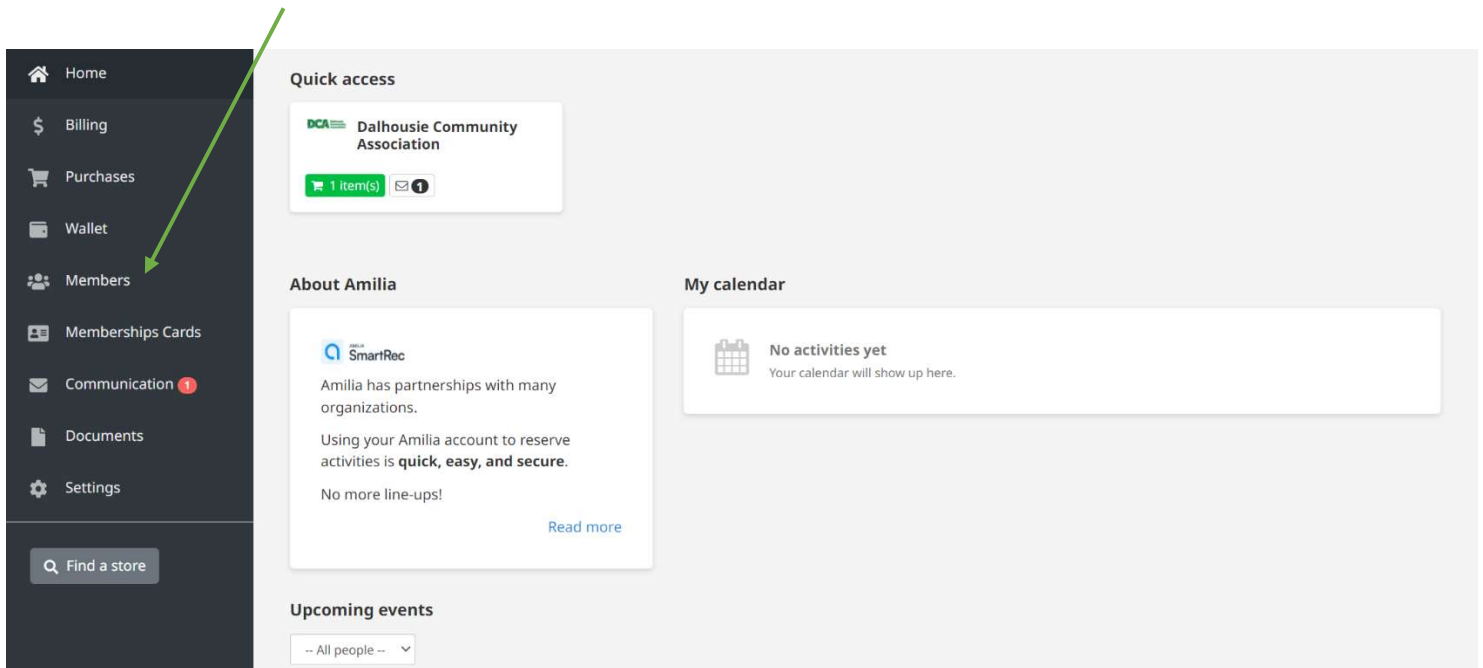 Home
Billing
Purchases
Wallet
Members
Memberships Cards
Communication 1
Documents
Settings
Find a store
Quick access
DCA
Dalhousie Community
Association
1 item(s) 1
About Amilia
SmartRec
Amilia has partnerships with many
organizations.
Using your Amilia account to reserve
activities is quick, easy, and secure.
No more line-ups!
Read more
My calendar
No activities yet
Your calendar will show up here.
Upcoming events
-- All people --